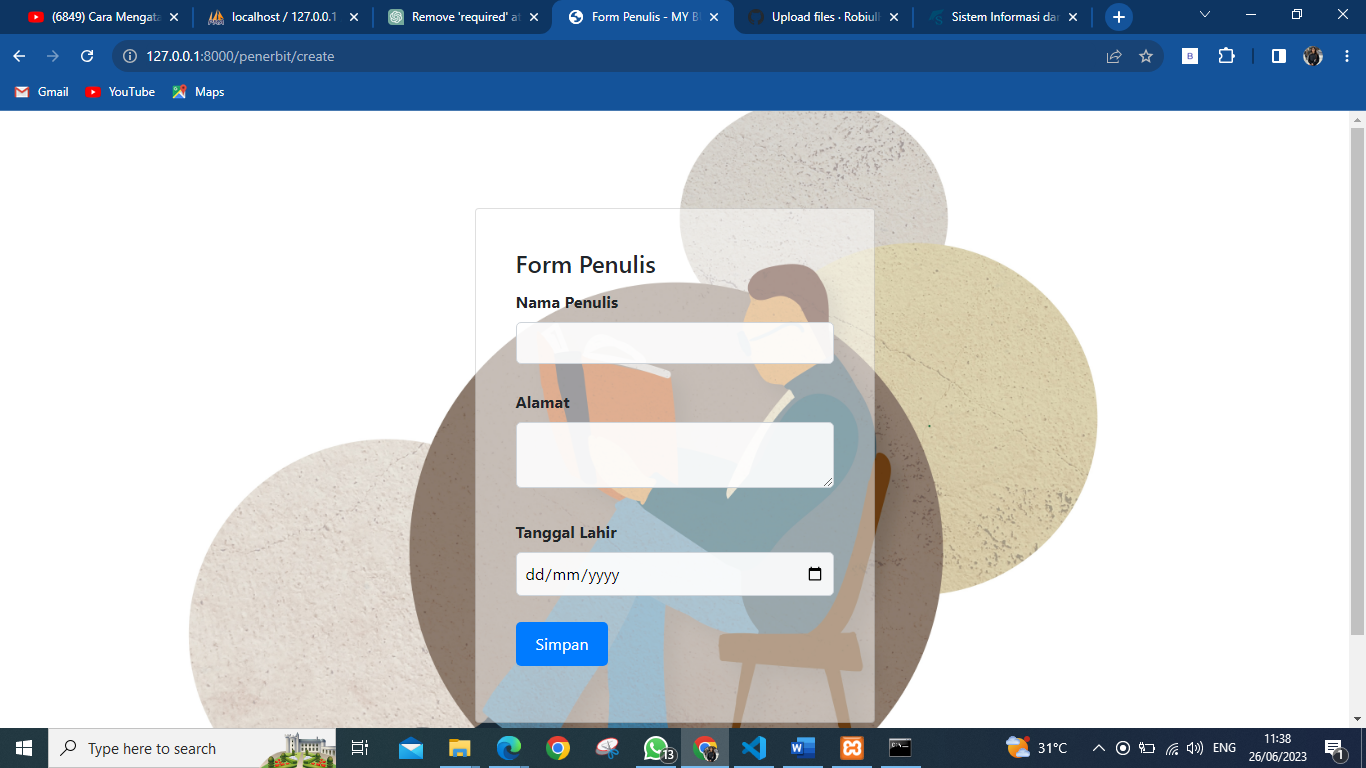 (6849) Cara Mengata
localhost / 127.0.0.1
Remove 'required' at
Form Penulis - MY B
Upload files · Robiul
Sistem Informasi dan
127.0.0.1:8000/penerbit/create
B
Gmail
YouTube
Maps
Form Penulis
Nama Penulis
Alamat
Tanggal Lahir
dd/mm/yyyy
Simpan
Type here to search
13
31°C
ENG
11:38
26/06/2023
1